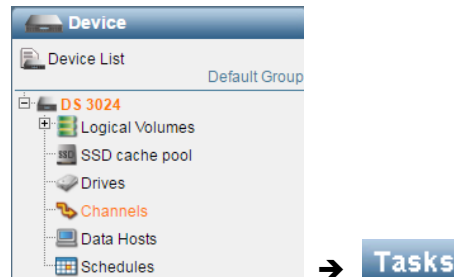 Device
Device List
Default Group
DS 3024
Logical Volumes
SSD SSD cache pool
Drives
Channels
Data Hosts
Schedules
➔ Tasks